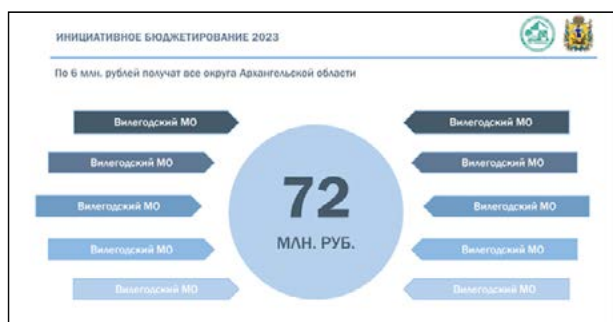 ИНИЦИАТИВНОЕ БЮДЖЕТИРОВАНИЕ 2023
По 6 млн. рублей получат все округа Архангельской области
Вилегодский МО
Вилегодский МО
Вилегодский МО
Вилегодский МО
Вилегодский МО
72
МЛН. РУБ.
Вилегодский МО
Вилегодский МО
Вилегодский МО
Вилегодский МО
Вилегодский МО